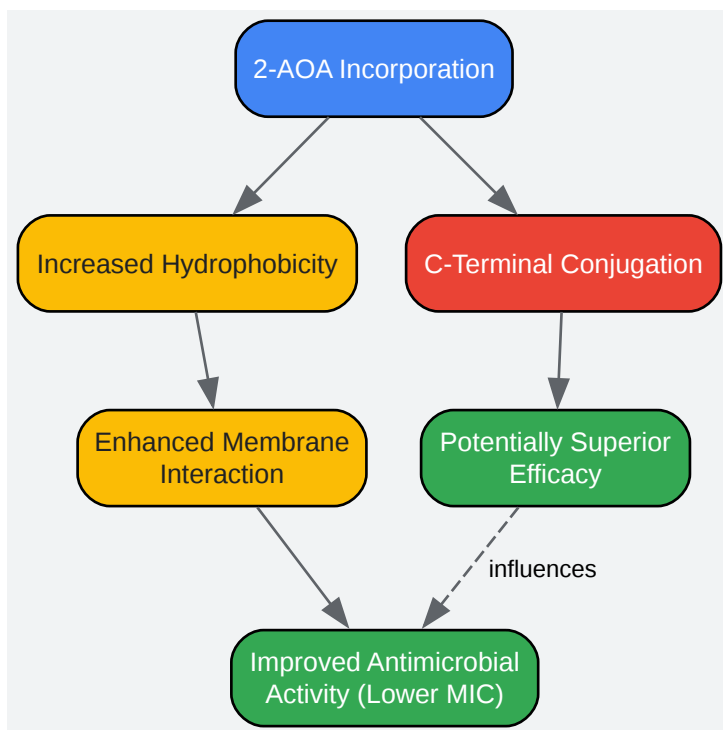 2-AOA Incorporation
Increased Hydrophobicity
C-Terminal Conjugation
Enhanced Membrane
Interaction
Potentially Superior
Efficacy
influences
Improved Antimicrobial
Activity (Lower MIC)